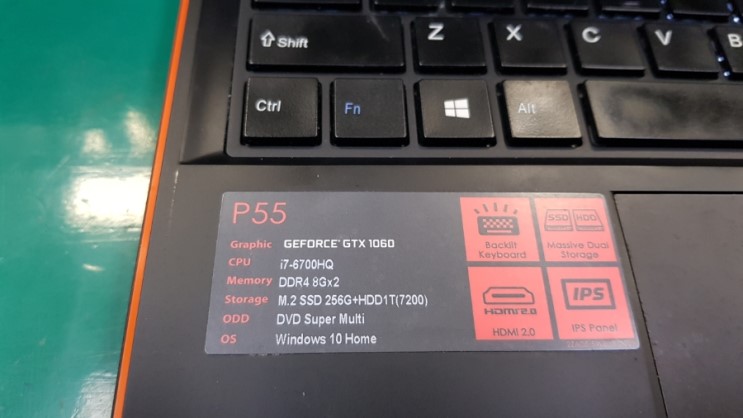 Shift Z X C V B
Ctrl Fn Alt
P55
Graphic GEFORCE® GTX 1060
CPU i7-6700HQ
Memory DDR4 8Gx2
Storage M.2 SSD 256G+HDD1T(7200)
ODD DVD Super Multi
OS Windows 10 Home
Backlit
Keyboard
SSD HDD
Massive Dual
Storage
HDMI 2.0
HDMI 2.0
IPS
IPS Panel